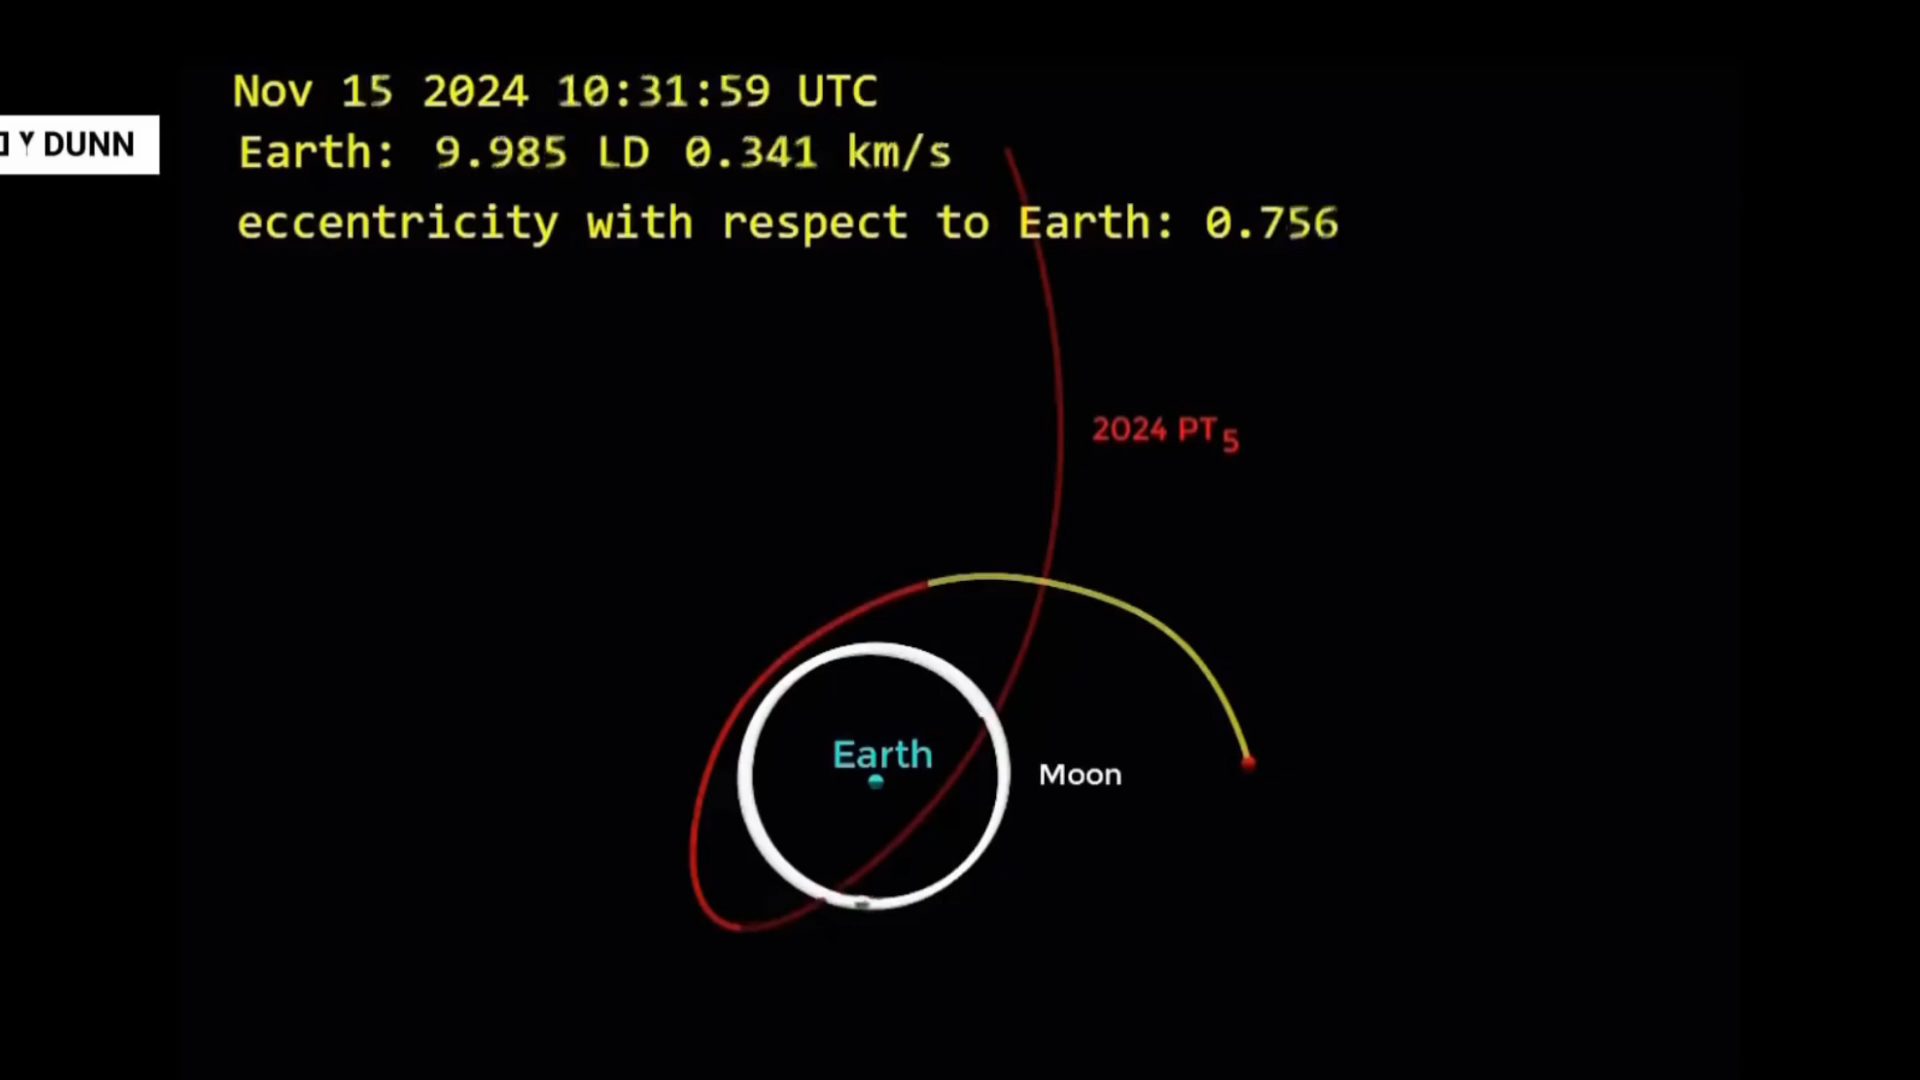 Nov 15 2024 10:31:59 UTC
Y DUNN
Earth: 9.985 LD 0.341 km/s
eccentricity with respect to Earth: 0.756
2024 PT5
Earth
Moon